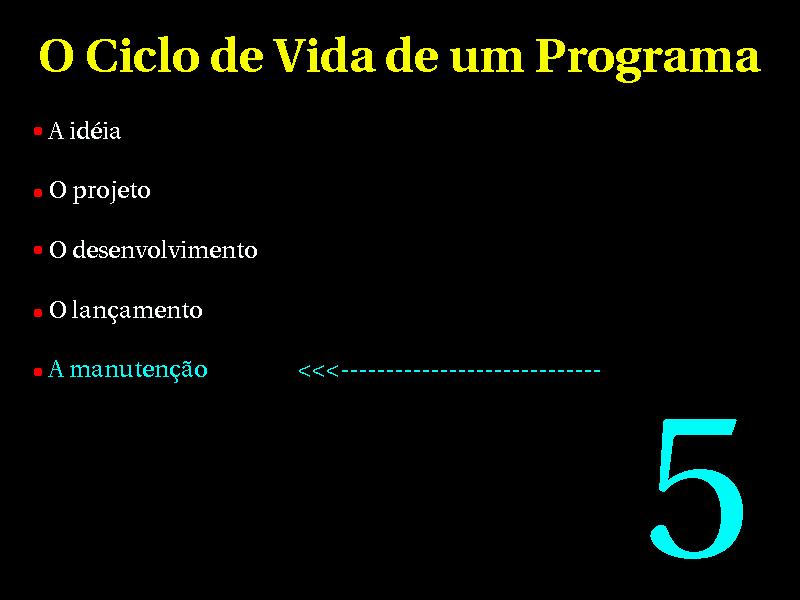 O Ciclo de Vida de um Programa
• A idéia
• O projeto
• O desenvolvimento
• O lançamento
• A manutenção <<<-----------------------------
5